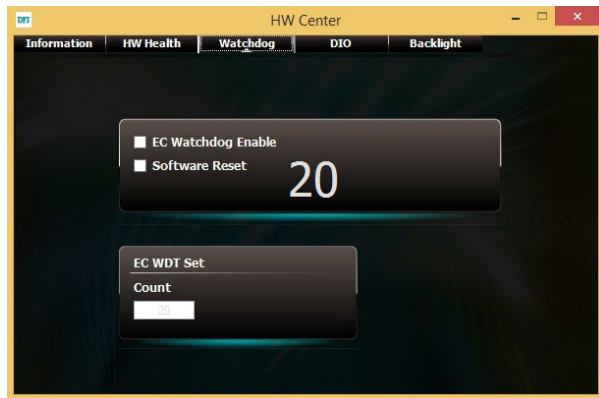 DFI HW Center
Information HW Health Watchdog DIO Backlight
EC Watchdog Enable
Software Reset
20
EC WDT Set
Count
20